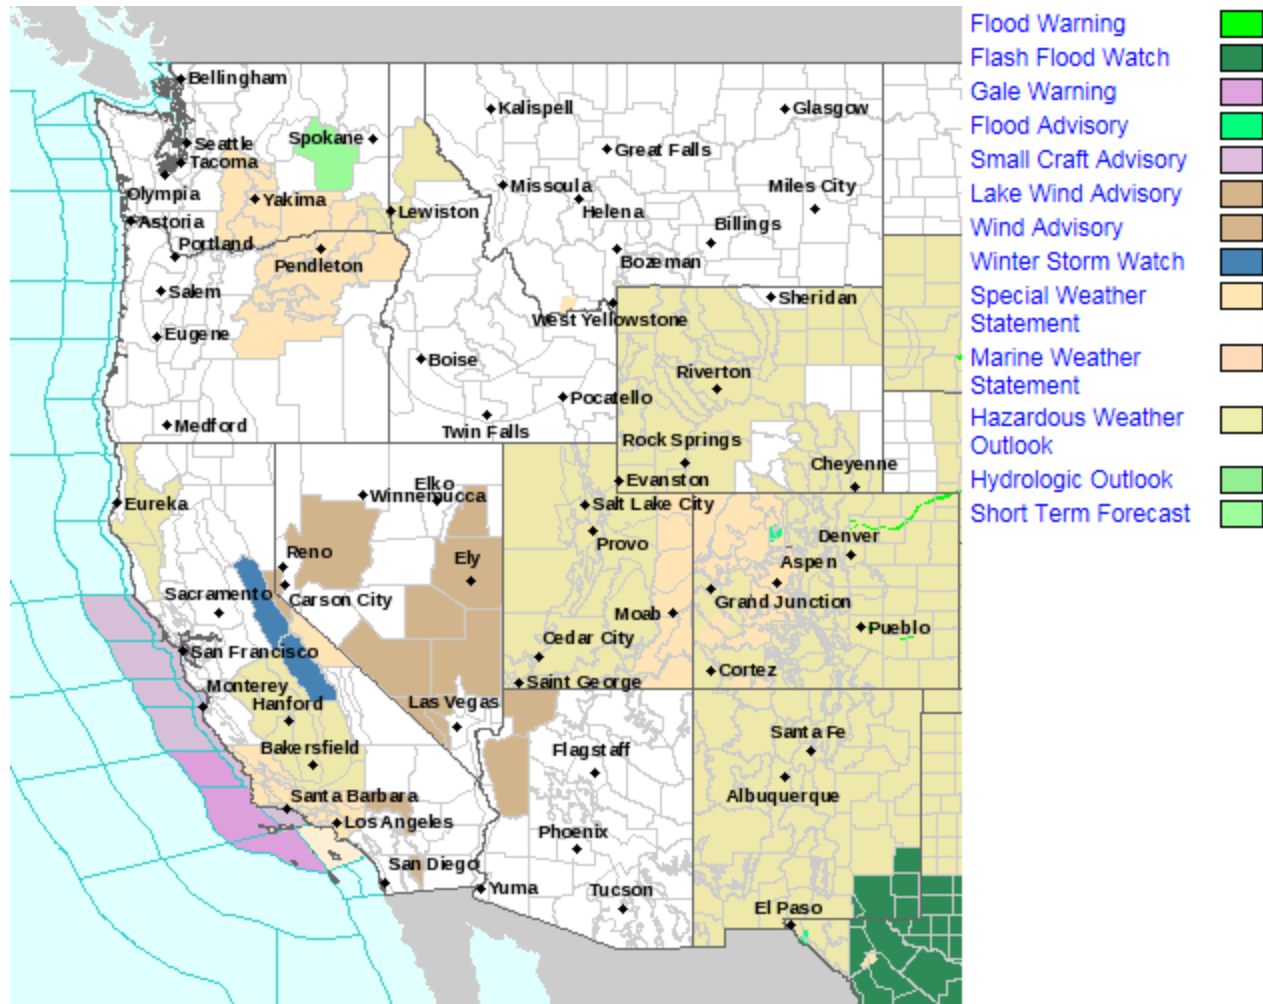 Bellingham
Seattle
Tacoma
Olympia
Spokane
Yakima
Astoria
Portland
Lewiston
Pendleton
Salem
Eugene
Medford
Kalispell
Glasgow
Great Falls
Missoula
Helena
Miles City
Billings
Bozeman
West Yellowstone
Sheridan
Boise
Pocatello
Twin Falls
Riverton
Rock Springs
Evanston
Cheyenne
Eureka
Elko
Winnemucca
Salt Lake City
Provo
Reno
Ely
Denver
Aspen
Sacramento
Carson City
Grand Junction
Moab
Pueblo
San Francisco
Cedar City
Cortez
Saint George
Monterey
Hanford
Las Vegas
Bakersfield
Flagstaff
Santa Fe
Albuquerque
Santa Barbara
Los Angeles
Phoenix
San Diego
Yuma
Tucson
El Paso
Flood Warning
Flash Flood Watch
Gale Warning
Flood Advisory
Small Craft Advisory
Lake Wind Advisory
Wind Advisory
Winter Storm Watch
Special Weather
Statement
Marine Weather
Statement
Hazardous Weather
Outlook
Hydrologic Outlook
Short Term Forecast